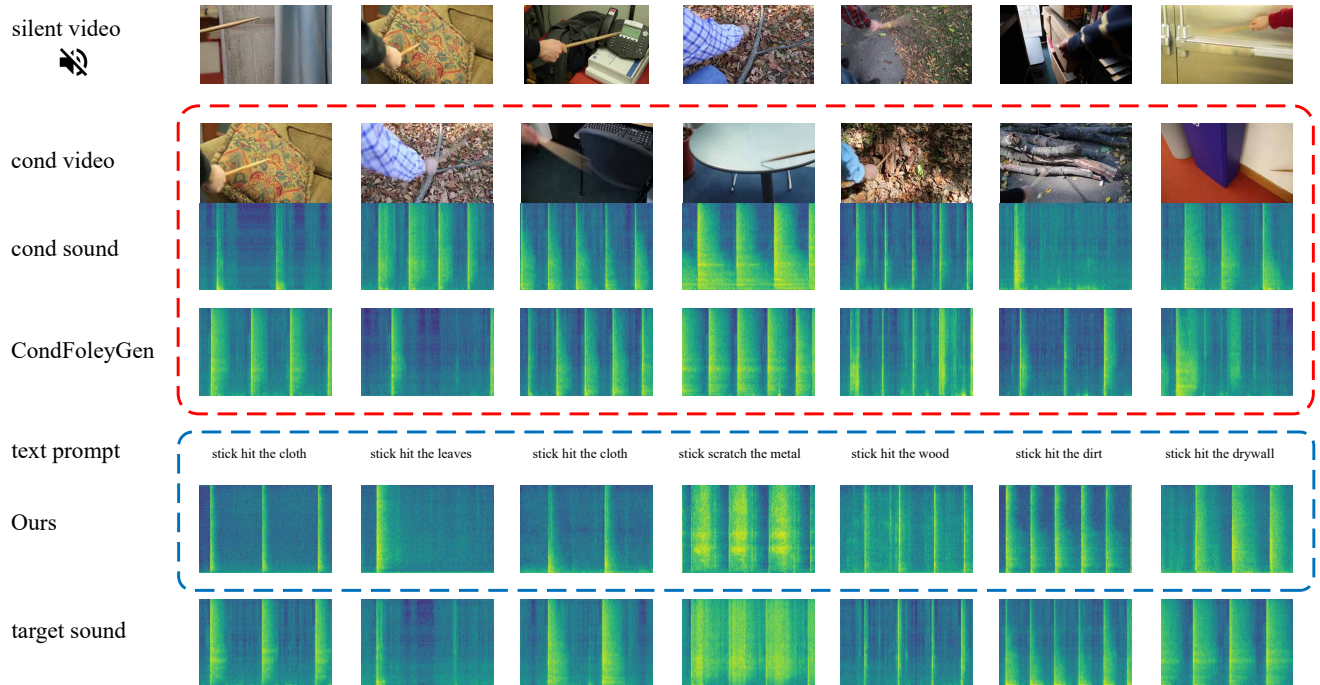 silent video
cond video
cond sound
CondFoleyGen
text prompt
stick hit the cloth
stick hit the leaves
stick hit the cloth
stick scratch the metal
stick hit the wood
stick hit the dirt
stick hit the drywall
Ours
target sound